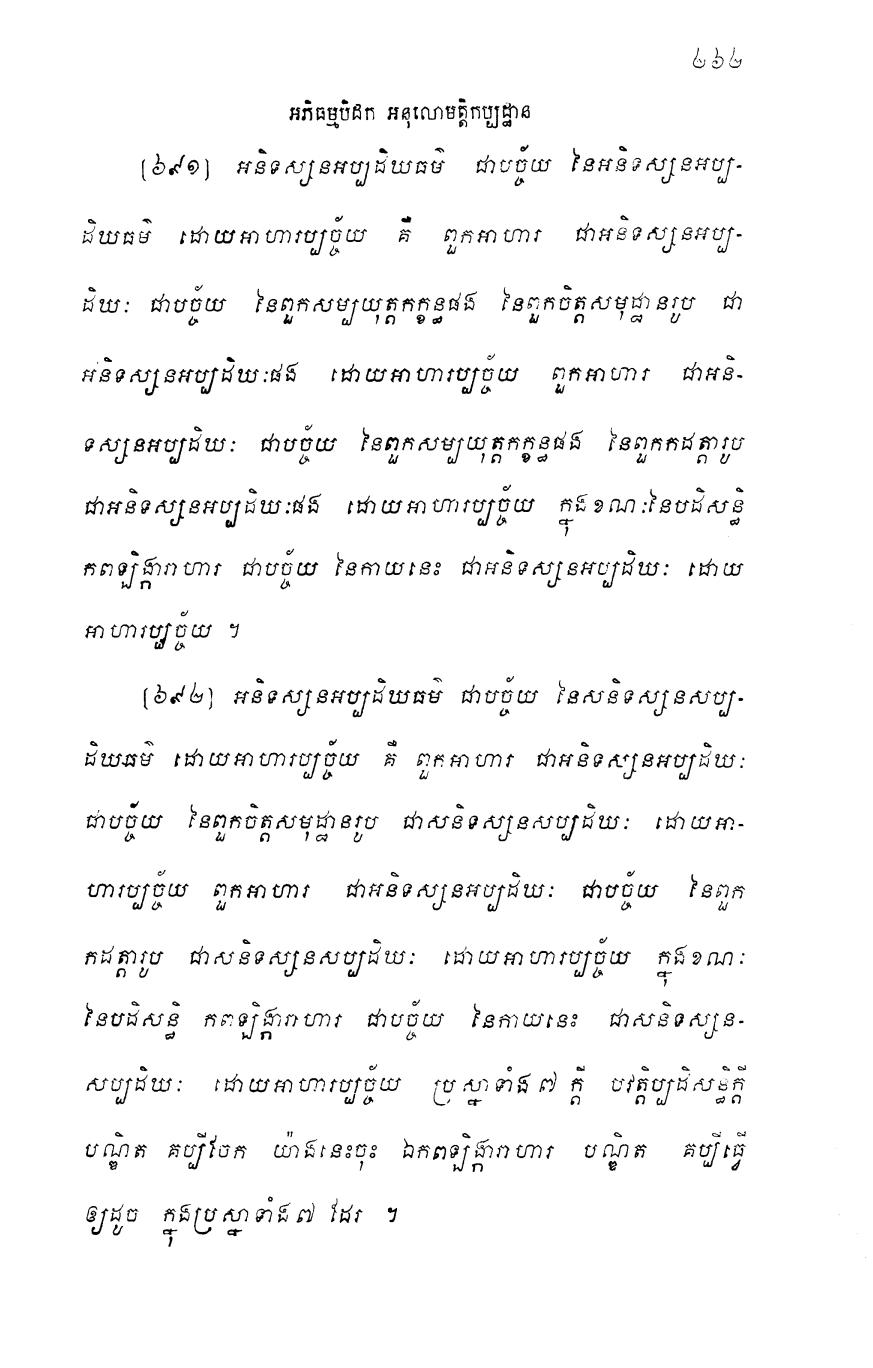 ៤៦៤
អភិធម្មបិដក អនុលោមត្តិកប្បដ្ឋាន
[៦៩១] អនិទស្សនអប្បដិឃធម៌ ជាបច្ច័យ នៃអនិទស្សនអប្ប-
ដិឃធម៌ ដោយអាហារប្បច្ច័យ គឺ ពួកអាហារ ជាអនិទស្សនអប្ប-
ដិឃៈ ជាបច្ច័យ នៃពួកសម្បយុត្តកក្ខន្ធផង នៃពួកចិត្តសមុដ្ឋានរូប ជា
អនិទស្សនអប្បដិឃៈផង ដោយអាហារប្បច្ច័យ ពួកអាហារ ជាអនិ-
ទស្សនអប្បដិឃៈ ជាបច្ច័យ នៃពួកសម្បយុត្តកក្ខន្ធផង នៃពួកកដត្តារូប
ជាអនិទស្សនអប្បដិឃៈផង ដោយអាហារប្បច្ច័យ ក្នុងខណៈនៃបដិសន្ធិ
កពឡិង្ការាហារ ជាបច្ច័យ នៃកាយនេះ ជាអនិទស្សនអប្បដិឃៈ ដោយ
អាហារប្បច្ច័យ ។
[៦៩២] អនិទស្សនអប្បដិឃធម៌ ជាបច្ច័យ នៃសនិទស្សនសប្ប-
ដិឃធម៌ ដោយអាហារប្បច្ច័យ គឺ ពួកអាហារ ជាអនិទស្សនអប្បដិឃៈ
ជាបច្ច័យ នៃពួកចិត្តសមុដ្ឋានរូប ជាសនិទស្សនសប្បដិឃៈ ដោយអា-
ហារប្បច្ច័យ ពួកអាហារ ជាអនិទស្សនអប្បដិឃៈ ជាបច្ច័យ នៃពួក
កដត្តារូប ជាសនិទស្សនសប្បដិឃៈ ដោយអាហារប្បច្ច័យ ក្នុងខណៈ
នៃបដិសន្ធិ កពឡិង្ការាហារ ជាបច្ច័យ នៃកាយនេះ ជាសនិទស្សន-
សប្បដិឃៈ ដោយអាហារប្បច្ច័យ ប្រស្នាទាំង៧ ក្តី បវត្តិប្បដិសន្ធិក្តី
បណ្ឌិត គប្បីចែក យ៉ាងនេះចុះ ឯកពឡិង្ការាហារ បណ្ឌិត គប្បីធ្វើ
ឲ្យដូច ក្នុងប្រស្នាទាំង៧ ដែរ ។